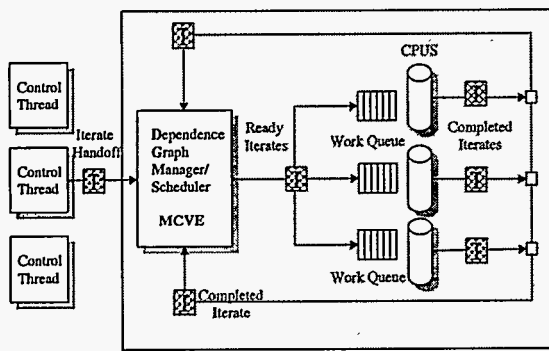 Control
Thread
Control
Thread
Control
Thread
Iterate
Handoff
I
I
Dependence
Graph
Manager/
Scheduler
MCVE
I
Completed
Iterate
Ready
Iterates
I
CPUS
Work Queue
Work Queue
I
Completed
Iterates
I
I